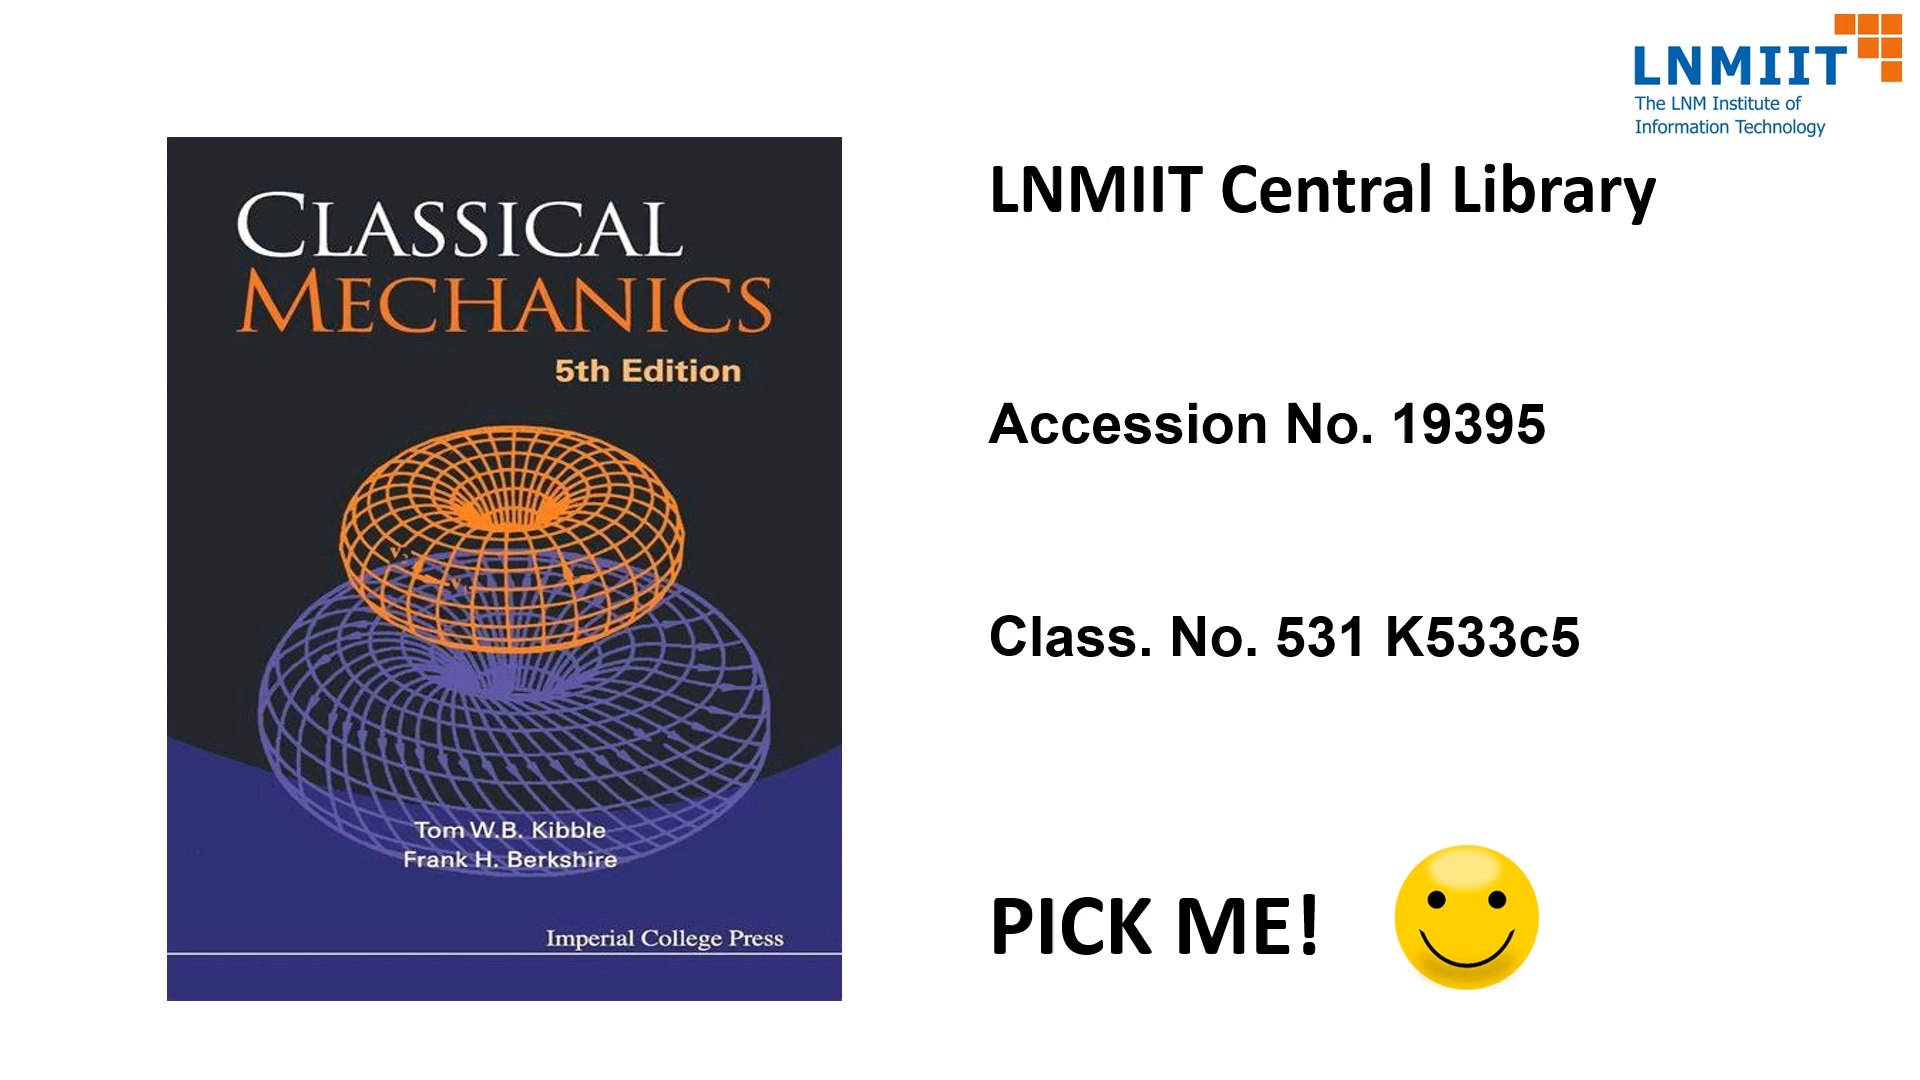 LNMIIT
The LNM Institute of
Information Technology
CLASSICAL
MECHANICS
5th Edition
Tom W.B. Kibble
Frank H. Berkshire
Imperial College Press
LNMIIT Central Library
Accession No. 19395
Class. No. 531 K533c5
PICK ME!